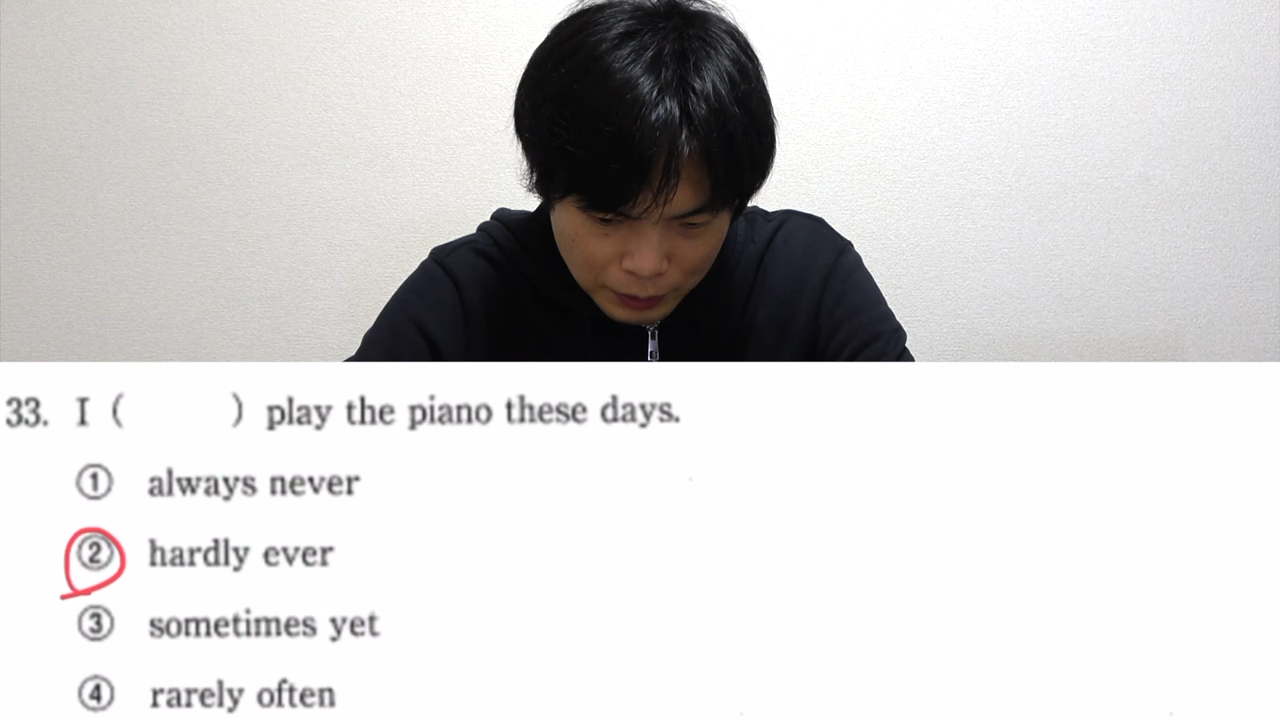 33. I (　　　) play the piano these days.
① always never
② hardly ever
③ sometimes yet
④ rarely often